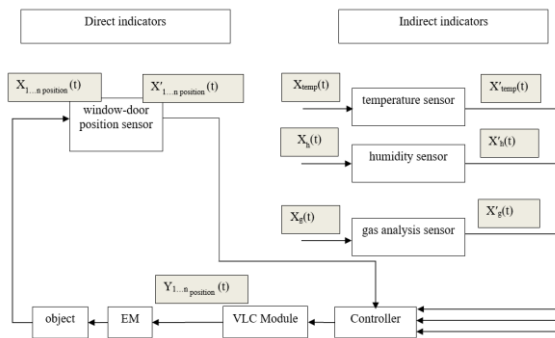 Direct indicators
Indirect indicators
X1…n position(t)
X'1…n position(t)
window-door
position sensor
Xtemp(t)
temperature sensor
X'temp(t)
Xh(t)
humidity sensor
X'h(t)
Xg(t)
gas analysis sensor
X'g(t)
Y1…n position(t)
object
EM
VLC Module
Controller